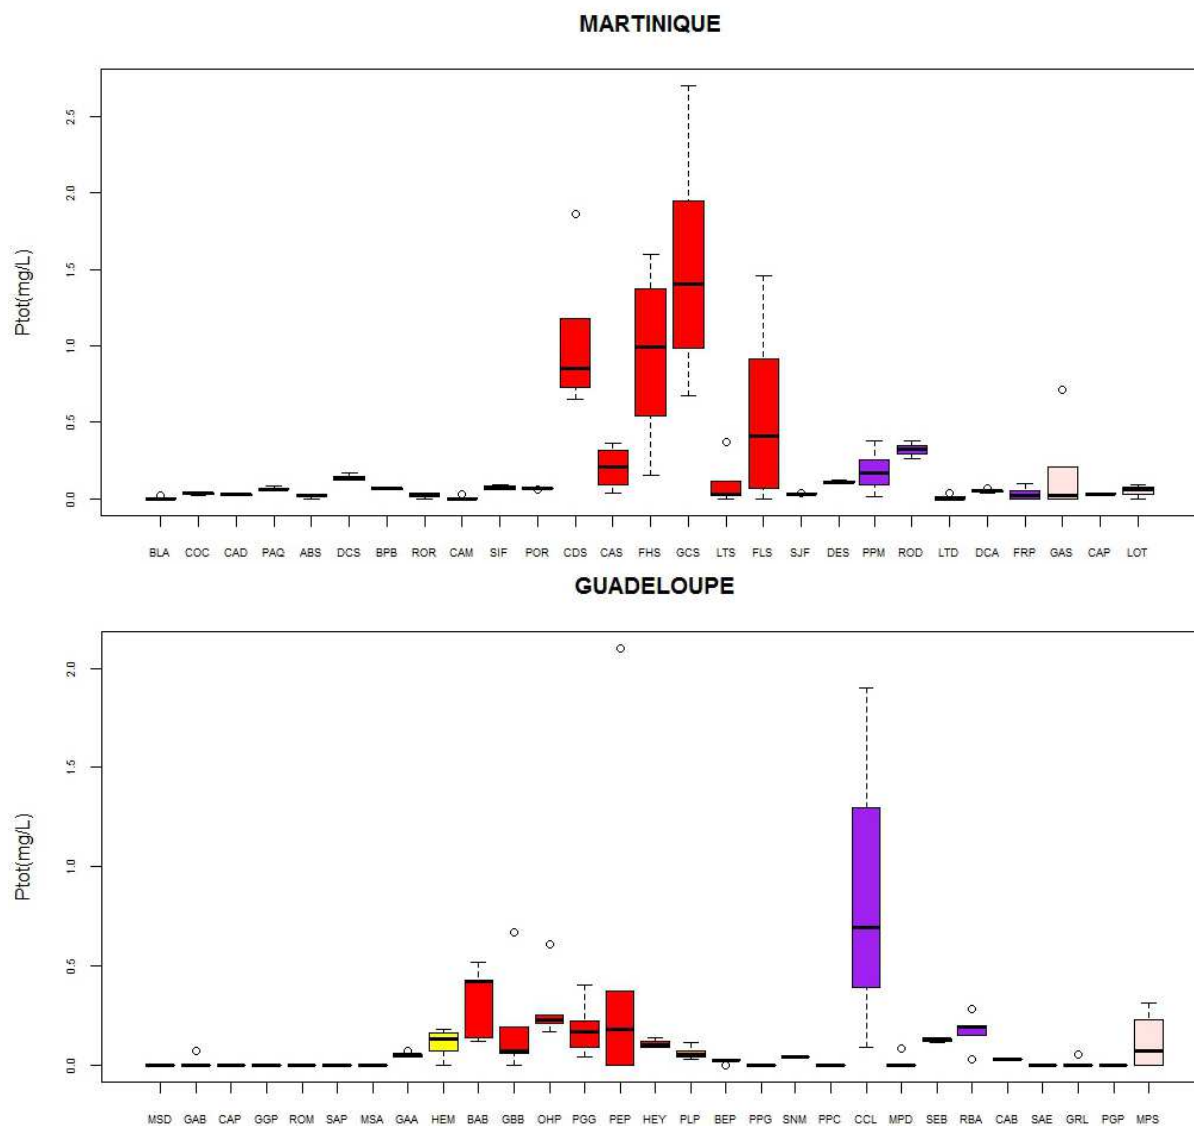 MARTINIQUE
Ptot(mg/L)
2.5
2.0
1.5
1.0
0.5
0.0
BLA COC CAD PAQ ABS DCS BPB ROR CAM SIF POR CDS CAS FHS GCS LTS FLS SJF DES PPM ROD LTD DCA FRP GAS CAP LOT
GUADELOUPE
Ptot(mg/L)
2.0
1.5
1.0
0.5
0.0
MSD GAB CAP GGP ROM SAP MSA GAA HEM BAB GBB OHP PGG PEP HEY PLP BEP PPG SNM PPC CCL MPD SEB RBA CAB SAE GRL PGP MPS